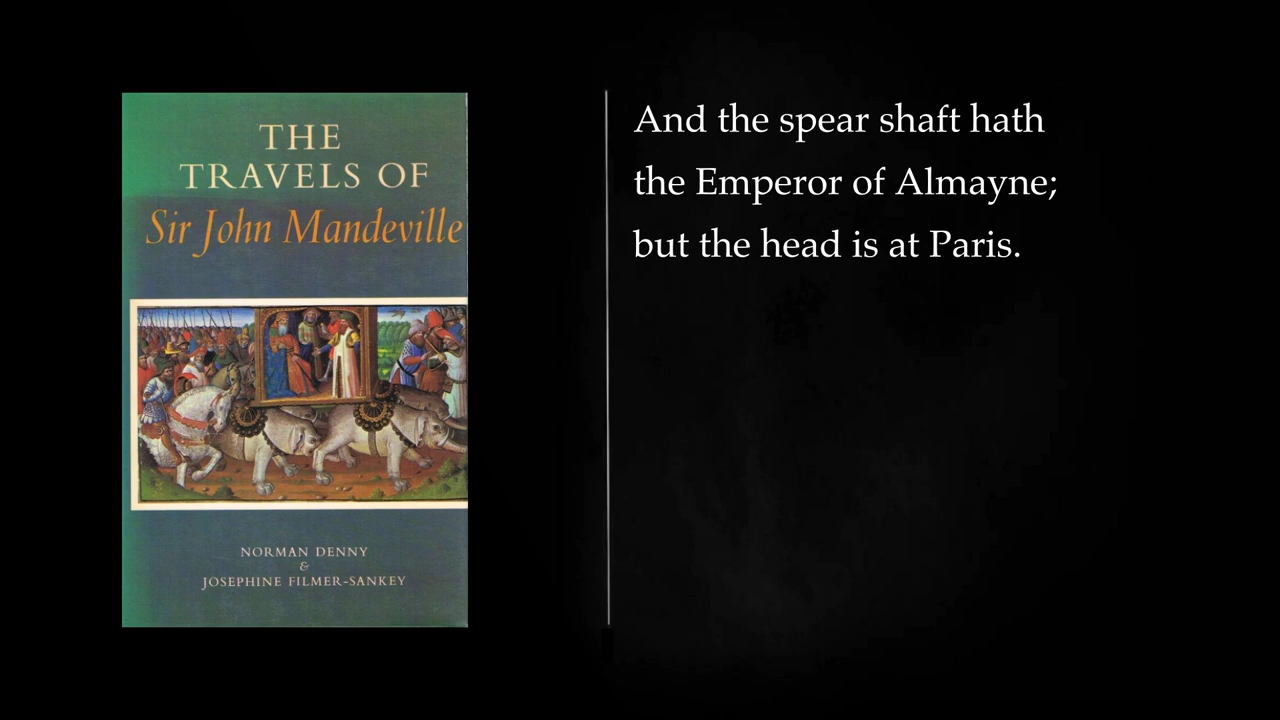 THE
TRAVELS OF
Sir John Mandeville
NORMAN DENNY
&
JOSEPHINE FILMER-SANKEY
And the spear shaft hath
the Emperor of Almayne;
but the head is at Paris.